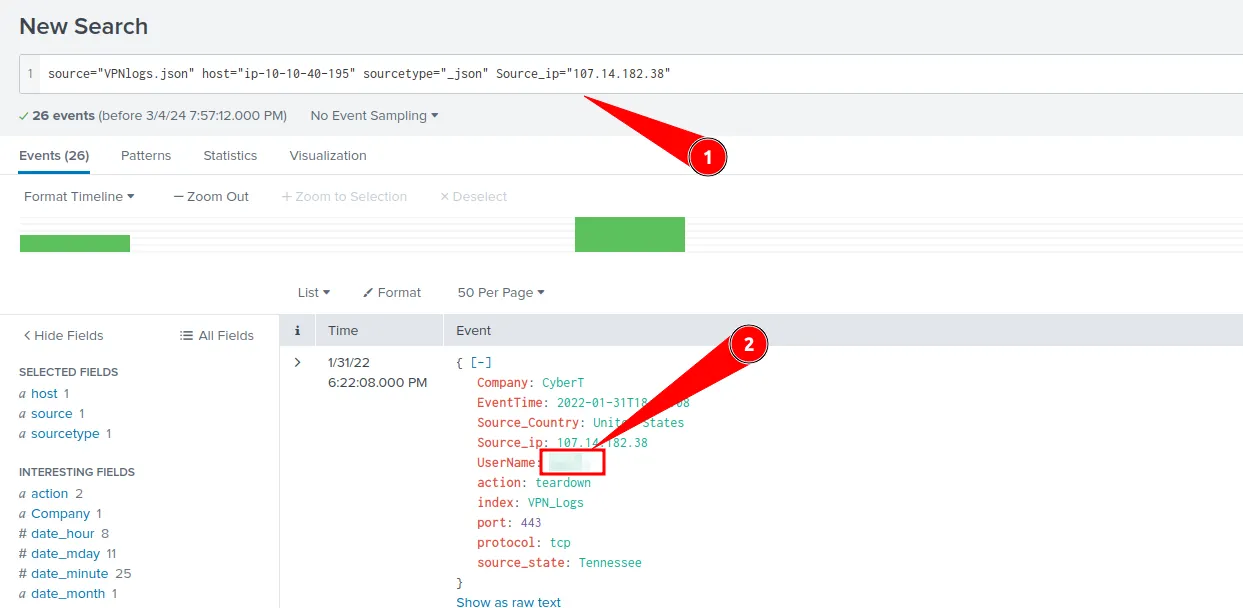 New Search
1 source="VPNlogs.json" host="ip-10-10-40-195" sourcetype="_json" Source_ip="107.14.182.38"
✓ 26 events (before 3/4/24 7:57:12.000 PM) No Event Sampling
1
Events (26) Patterns Statistics Visualization
Format Timeline — Zoom Out + Zoom to Selection × Deselect
List Format 50 Per Page
< Hide Fields All Fields
i Time Event
2
SELECTED FIELDS
a host 1
a source 1
a sourcetype 1
INTERESTING FIELDS
a action 2
a Company 1
# date_hour 8
# date_mday 11
# date_minute 25
a date_month 1
> 1/31/22
6:22:08.000 PM
{ [-]
Company: CyberT
EventTime: 2022-01-31T18 08
Source_Country: United States
Source_ip: 107.14.182.38
UserName:
action: teardown
index: VPN_Logs
port: 443
protocol: tcp
source_state: Tennessee
}
Show as raw text